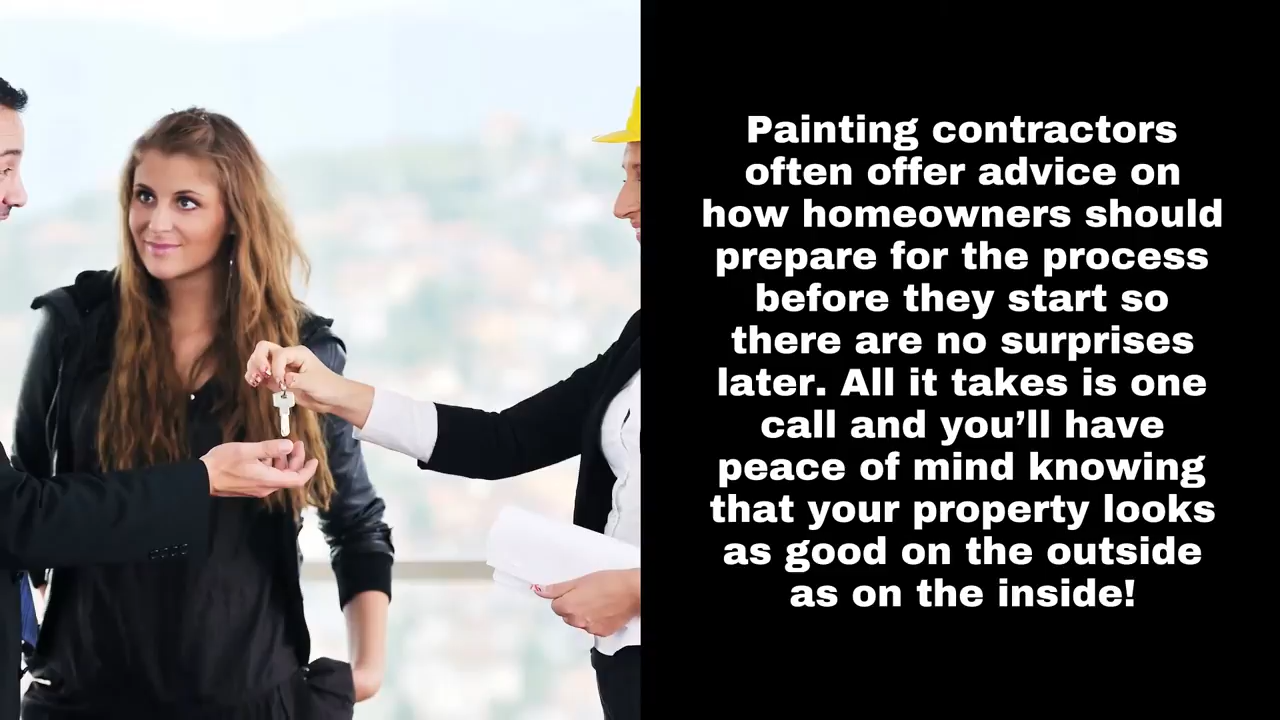 Painting contractors
often offer advice on
how homeowners should
prepare for the process
before they start so
there are no surprises
later. All it takes is one
call and you’ll have
peace of mind knowing
that your property looks
as good on the outside
as on the inside!